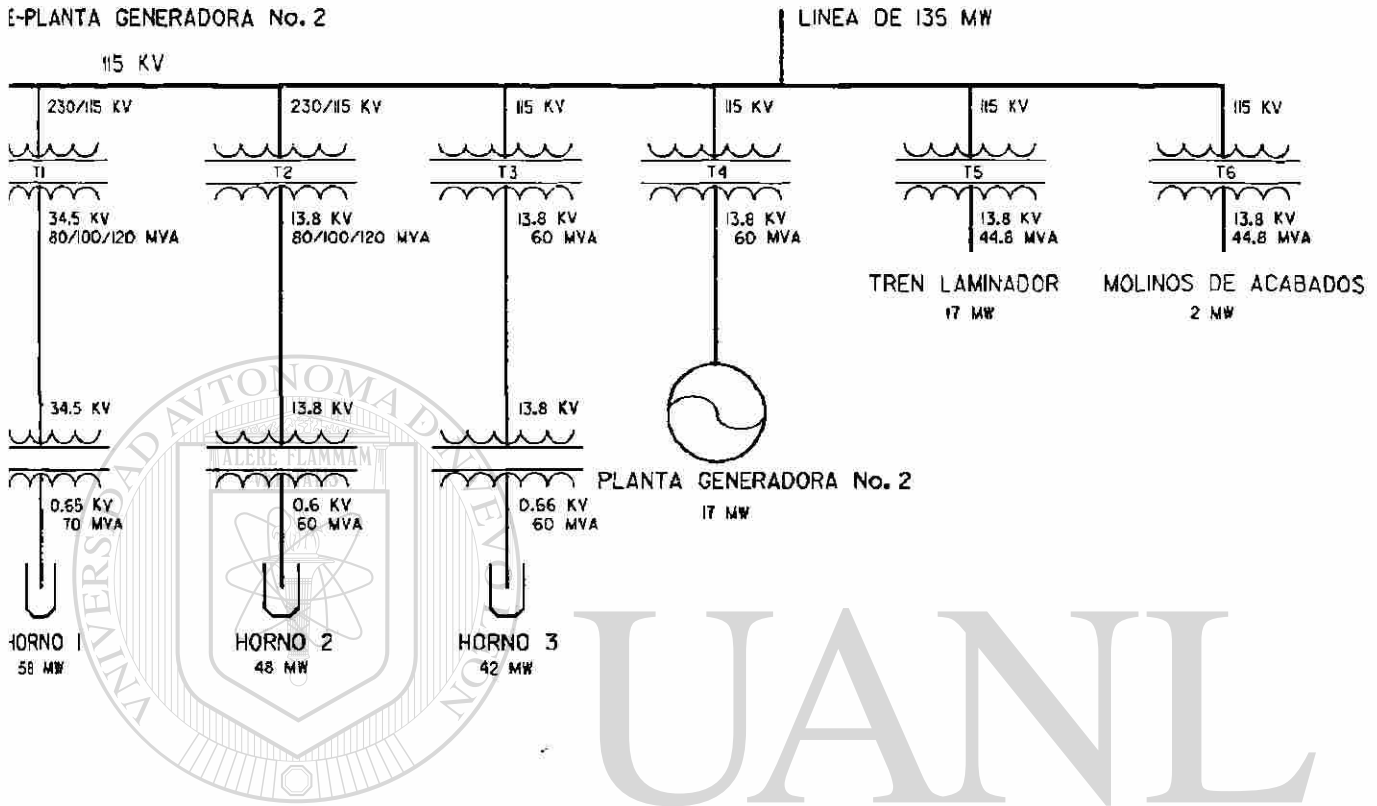 E-PLANTA GENERADORA No. 2
LINEA DE 135 MW
115 KV
230/115 KV
230/115 KV
115 KV
115 KV
115 KV
115 KV
T1
T2
T3
T4
T5
T6
34.5 KV
80/100/120 MVA
13.8 KV
80/100/120 MVA
13.8 KV
60 MVA
13.8 KV
60 MVA
13.8 KV
44.8 MVA
13.8 KV
44.8 MVA
TREN LAMINADOR
17 MW
MOLINOS DE ACABADOS
2 MW
34.5 KV
13.8 KV
13.8 KV
PLANTA GENERADORA No. 2
17 MW
0.65 KV
70 MVA
0.6 KV
60 MVA
0.66 KV
60 MVA
HORNO 1
58 MW
HORNO 2
48 MW
HORNO 3
42 MW
UNIVERSIDAD AVTONOMA D NVEVO LEON
ALERE FLAMMAM
UANL